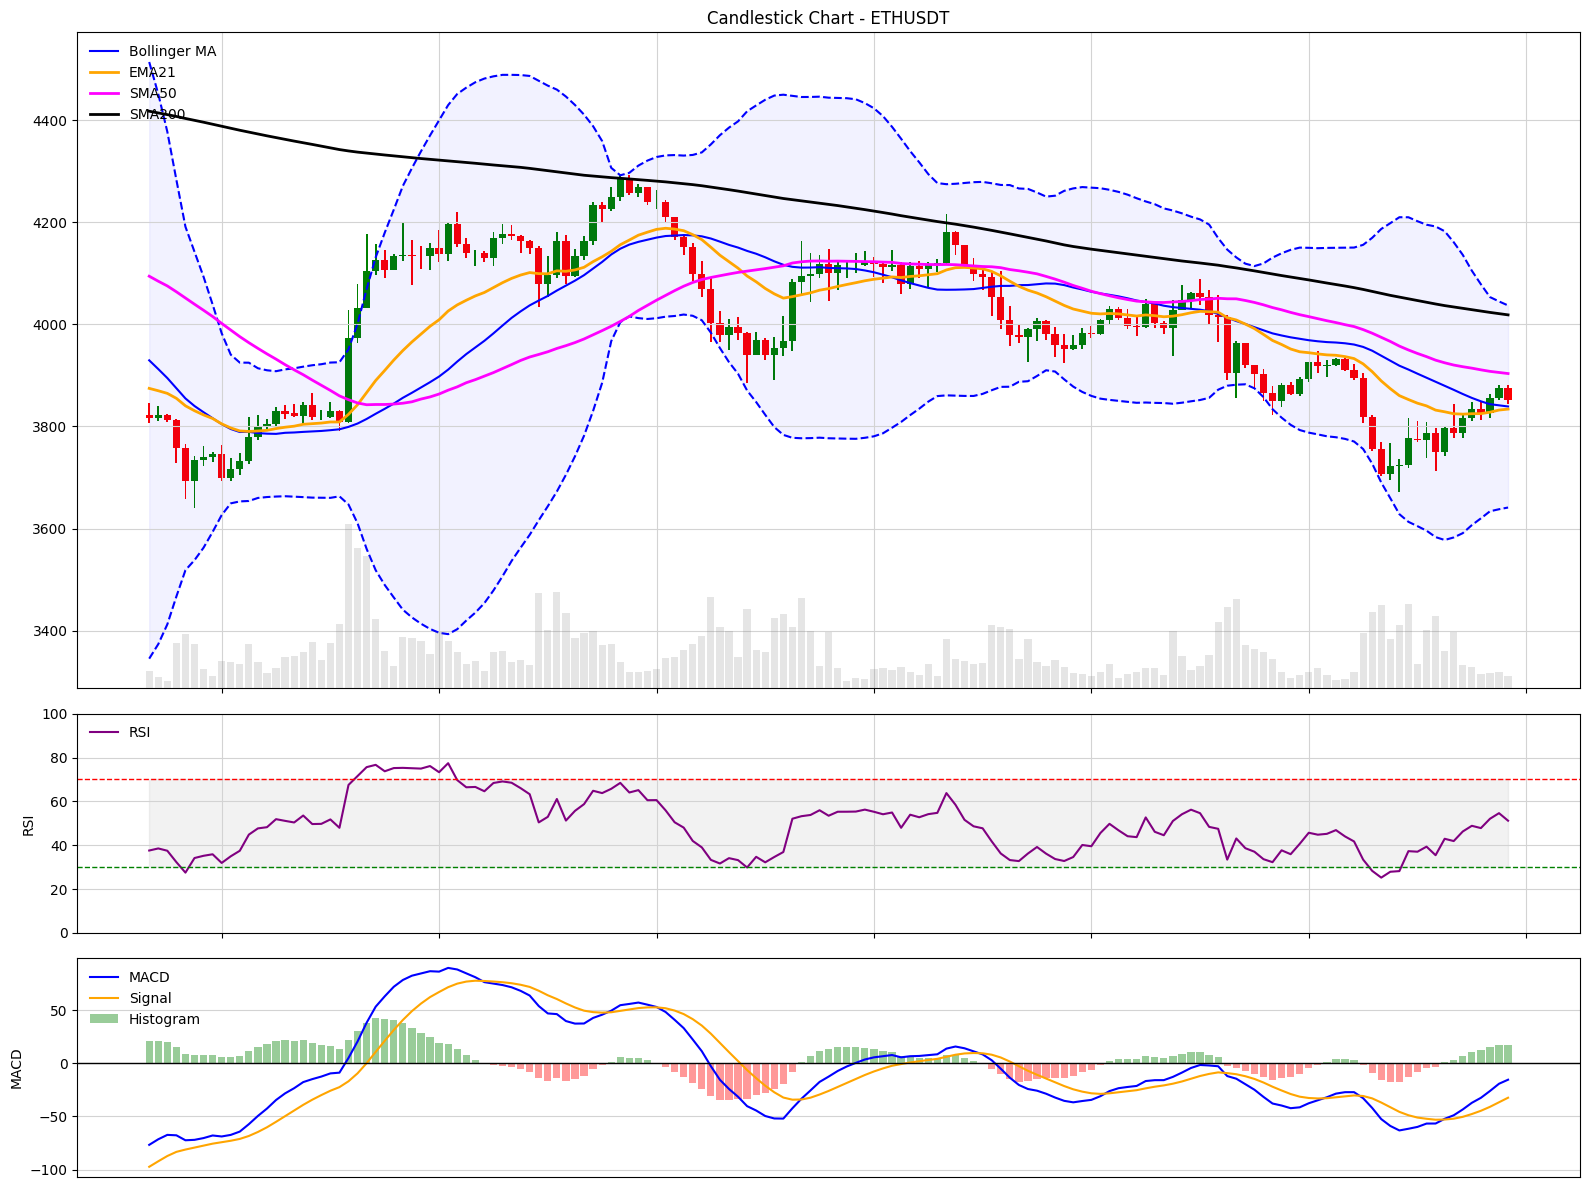 Candlestick Chart - ETHUSDT
Bollinger MA
EMA21
SMA50
SMA200
4400
4200
4000
3800
3600
3400
100
80
60
40
20
0
RSI
RSI
MACD
Signal
Histogram
50
0
−50
−100
MACD